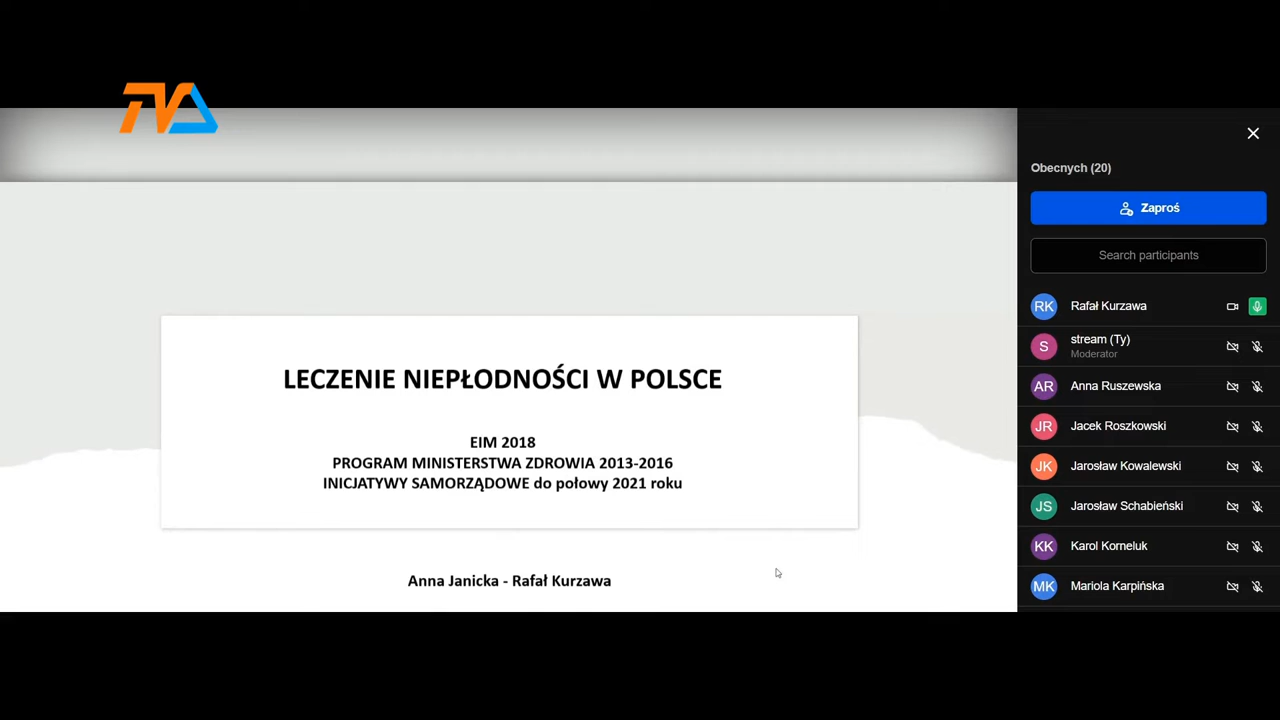 TVA
LECZENIE NIEPŁODNOŚCI W POLSCE
EIM 2018
PROGRAM MINISTERSTWA ZDROWIA 2013-2016
INICJATYWY SAMORZĄDOWE do połowy 2021 roku
Anna Janicka - Rafał Kurzawa
Obecnych (20)
Zaproś
Search participants
RK Rafał Kurzawa
S stream (Ty)
Moderator
AR Anna Ruszewska
JR Jacek Roszkowski
JK Jarosław Kowalewski
JS Jarosław Schabieński
KK Karol Korneluk
MK Mariola Karpińska